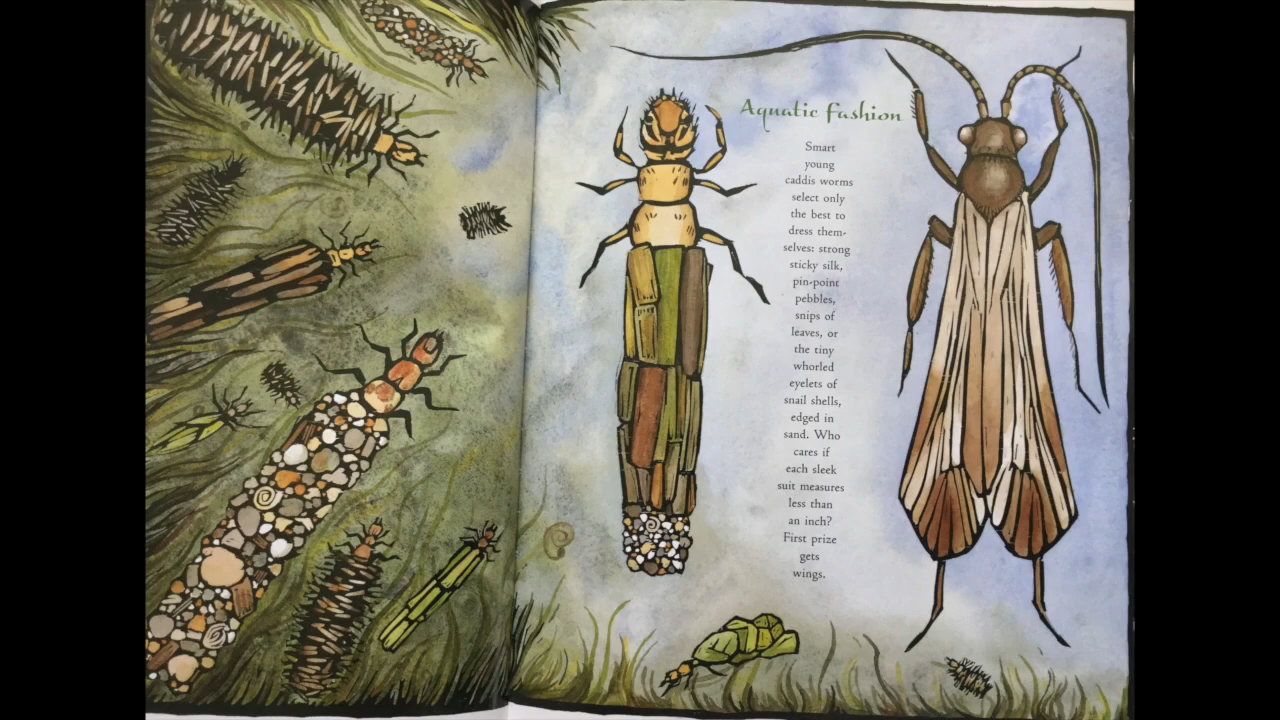 Aquatic Fashion
Smart
young
caddis worms
select only
the best to
dress them-
selves: strong
sticky silk,
pin-point
pebbles,
snips of
leaves, or
the tiny
whorled
eyelets of
snail shells,
edged in
sand. Who
cares if
each sleek
suit measures
less than
an inch?
First prize
gets
wings.